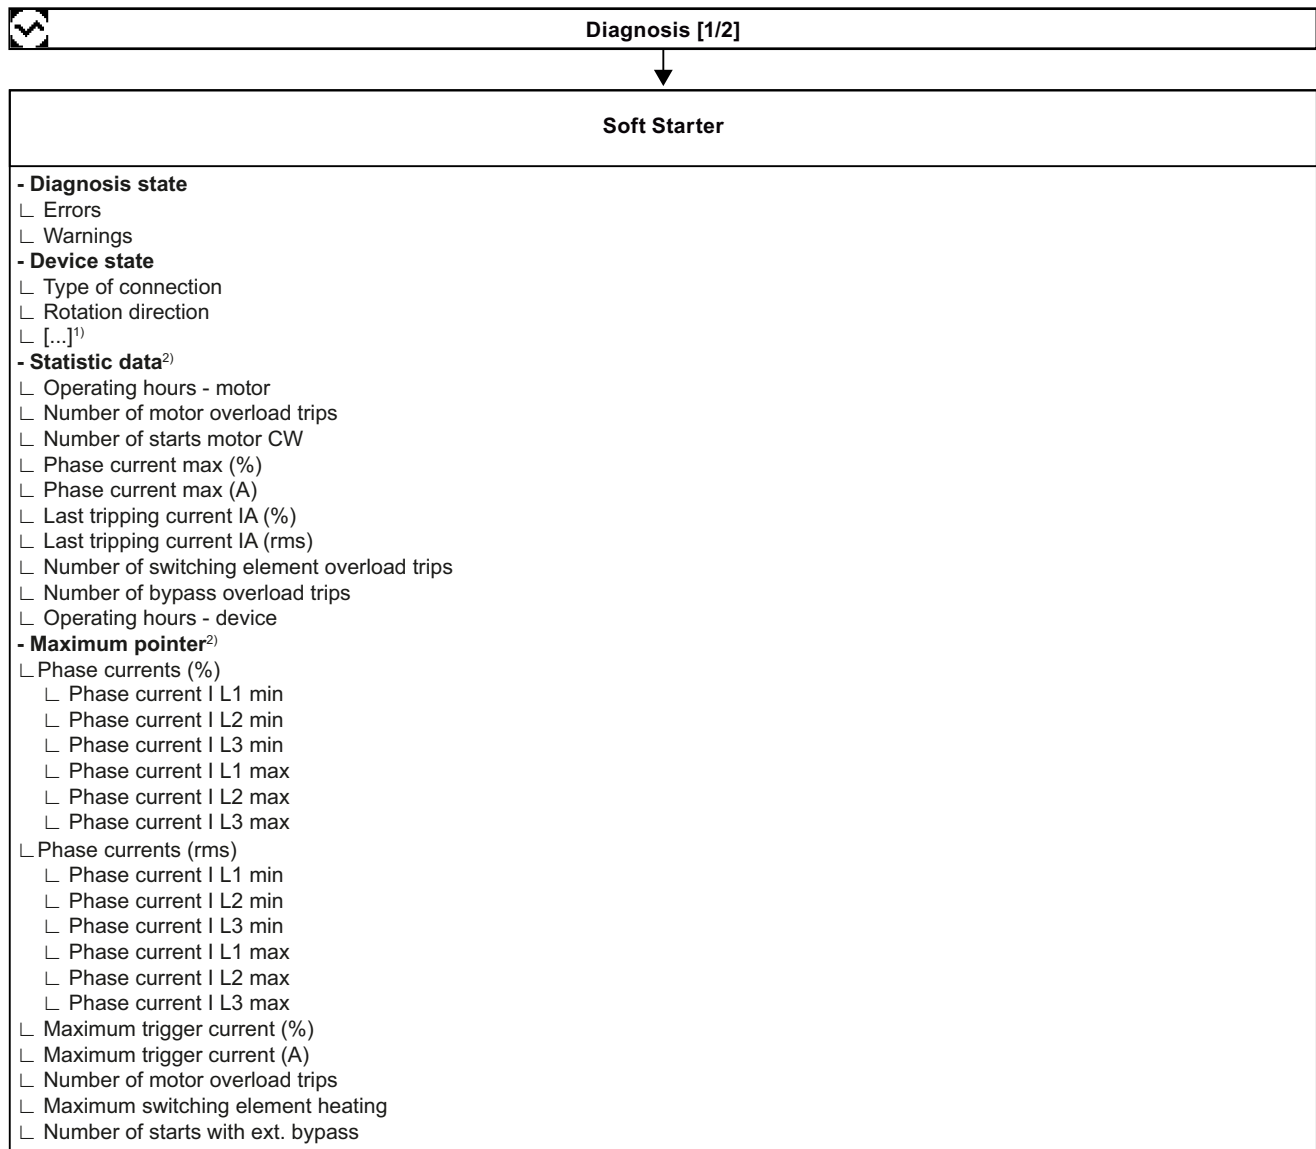 Diagnosis [1/2]
Soft Starter
- Diagnosis state
∟ Errors
∟ Warnings
- Device state
∟ Type of connection
∟ Rotation direction
∟ [...]1)
- Statistic data2)
∟ Operating hours - motor
∟ Number of motor overload trips
∟ Number of starts motor CW
∟ Phase current max (%)
∟ Phase current max (A)
∟ Last tripping current IA (%)
∟ Last tripping current IA (rms)
∟ Number of switching element overload trips
∟ Number of bypass overload trips
∟ Operating hours - device
- Maximum pointer2)
∟Phase currents (%)
∟ Phase current I L1 min
∟ Phase current I L2 min
∟ Phase current I L3 min
∟ Phase current I L1 max
∟ Phase current I L2 max
∟ Phase current I L3 max
∟Phase currents (rms)
∟ Phase current I L1 min
∟ Phase current I L2 min
∟ Phase current I L3 min
∟ Phase current I L1 max
∟ Phase current I L2 max
∟ Phase current I L3 max
∟ Maximum trigger current (%)
∟ Maximum trigger current (A)
∟ Number of motor overload trips
∟ Maximum switching element heating
∟ Number of starts with ext. bypass